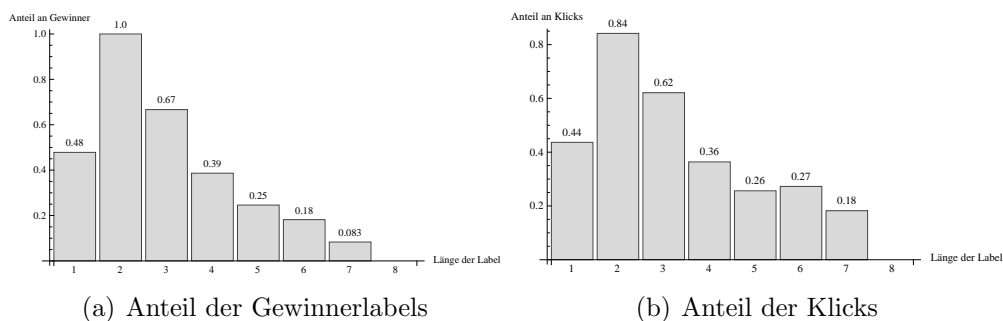 Anteil an Gewinner
1.0
0.8
0.6
0.4
0.2
0.48
1.0
0.67
0.39
0.25
0.18
0.083
1 2 3 4 5 6 7 8
Länge der Label
(a) Anteil der Gewinnerlabels
Anteil an Klicks
0.8
0.6
0.4
0.2
0.44
0.84
0.62
0.36
0.26
0.27
0.18
1 2 3 4 5 6 7 8
Länge der Label
(b) Anteil der Klicks